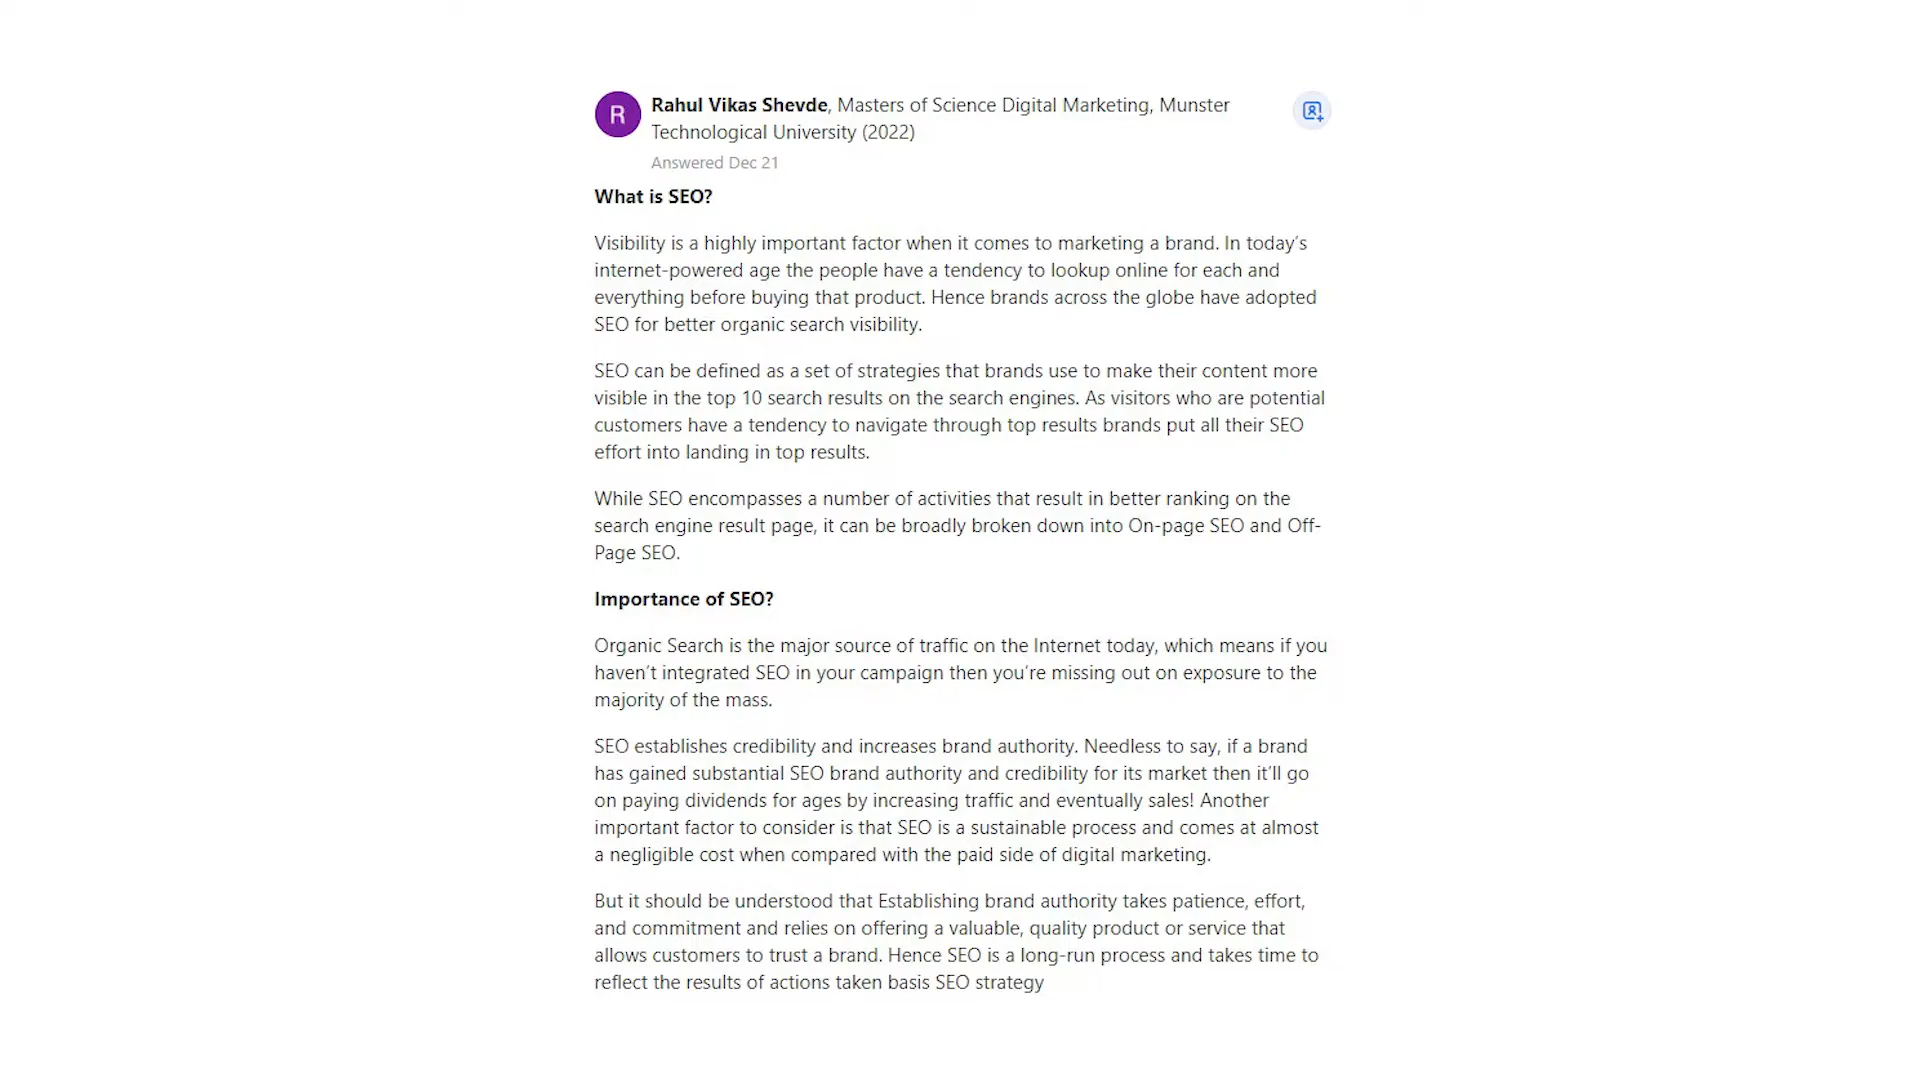 R
Rahul Vikas Shevde, Masters of Science Digital Marketing, Munster
Technological University (2022)
Answered Dec 21
What is SEO?
Visibility is a highly important factor when it comes to marketing a brand. In today's
internet-powered age the people have a tendency to lookup online for each and
everything before buying that product. Hence brands across the globe have adopted
SEO for better organic search visibility.
SEO can be defined as a set of strategies that brands use to make their content more
visible in the top 10 search results on the search engines. As visitors who are potential
customers have a tendency to navigate through top results brands put all their SEO
effort into landing in top results.
While SEO encompasses a number of activities that result in better ranking on the
search engine result page, it can be broadly broken down into On-page SEO and Off-
Page SEO.
Importance of SEO?
Organic Search is the major source of traffic on the Internet today, which means if you
haven't integrated SEO in your campaign then you're missing out on exposure to the
majority of the mass.
SEO establishes credibility and increases brand authority. Needless to say, if a brand
has gained substantial SEO brand authority and credibility for its market then it'll go
on paying dividends for ages by increasing traffic and eventually sales! Another
important factor to consider is that SEO is a sustainable process and comes at almost
a negligible cost when compared with the paid side of digital marketing.
But it should be understood that Establishing brand authority takes patience, effort,
and commitment and relies on offering a valuable, quality product or service that
allows customers to trust a brand. Hence SEO is a long-run process and takes time to
reflect the results of actions taken basis SEO strategy